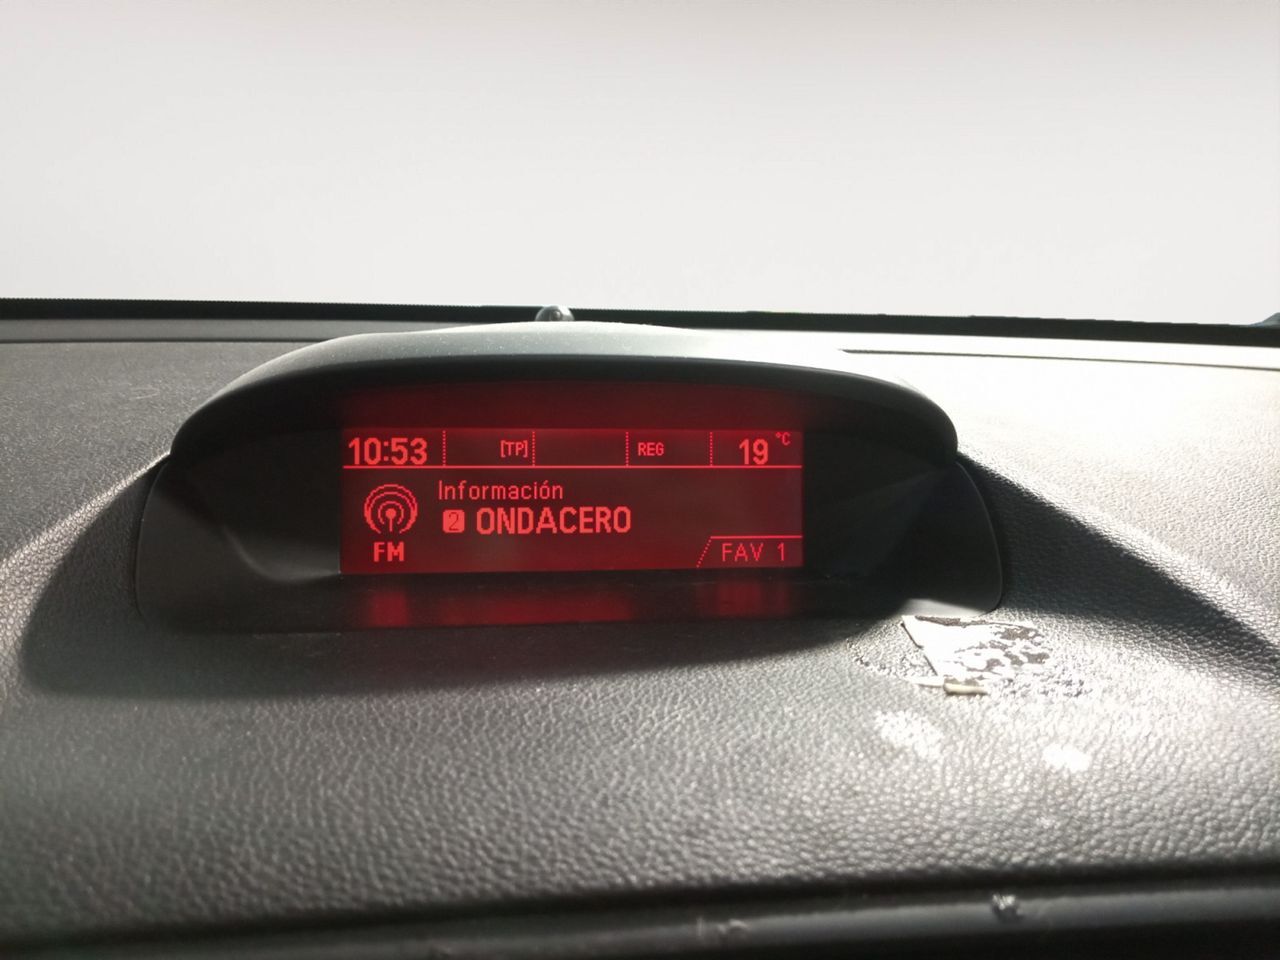 10:53 [TP] REG 19 °C
Información
2 ONDACERO
FM
FAV 1